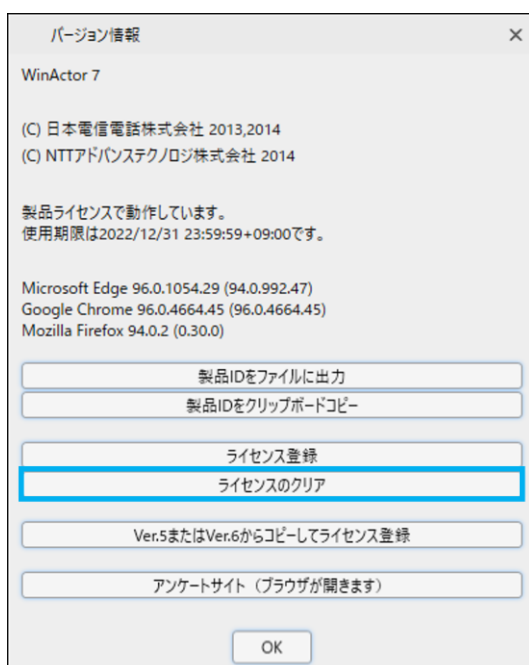 バージョン情報
WinActor 7
(C) 日本電信電話株式会社 2013,2014
(C) NTTアドバンステクノロジ株式会社 2014
製品ライセンスで動作しています。
使用期限は2022/12/31 23:59:59+09:00です。
Microsoft Edge 96.0.1054.29 (94.0.992.47)
Google Chrome 96.0.4664.45 (96.0.4664.45)
Mozilla Firefox 94.0.2 (0.30.0)
製品IDをファイルに出力
製品IDをクリップボードコピー
ライセンス登録
ライセンスのクリア
Ver.5またはVer.6からコピーしてライセンス登録
アンケートサイト（ブラウザが開きます）
OK